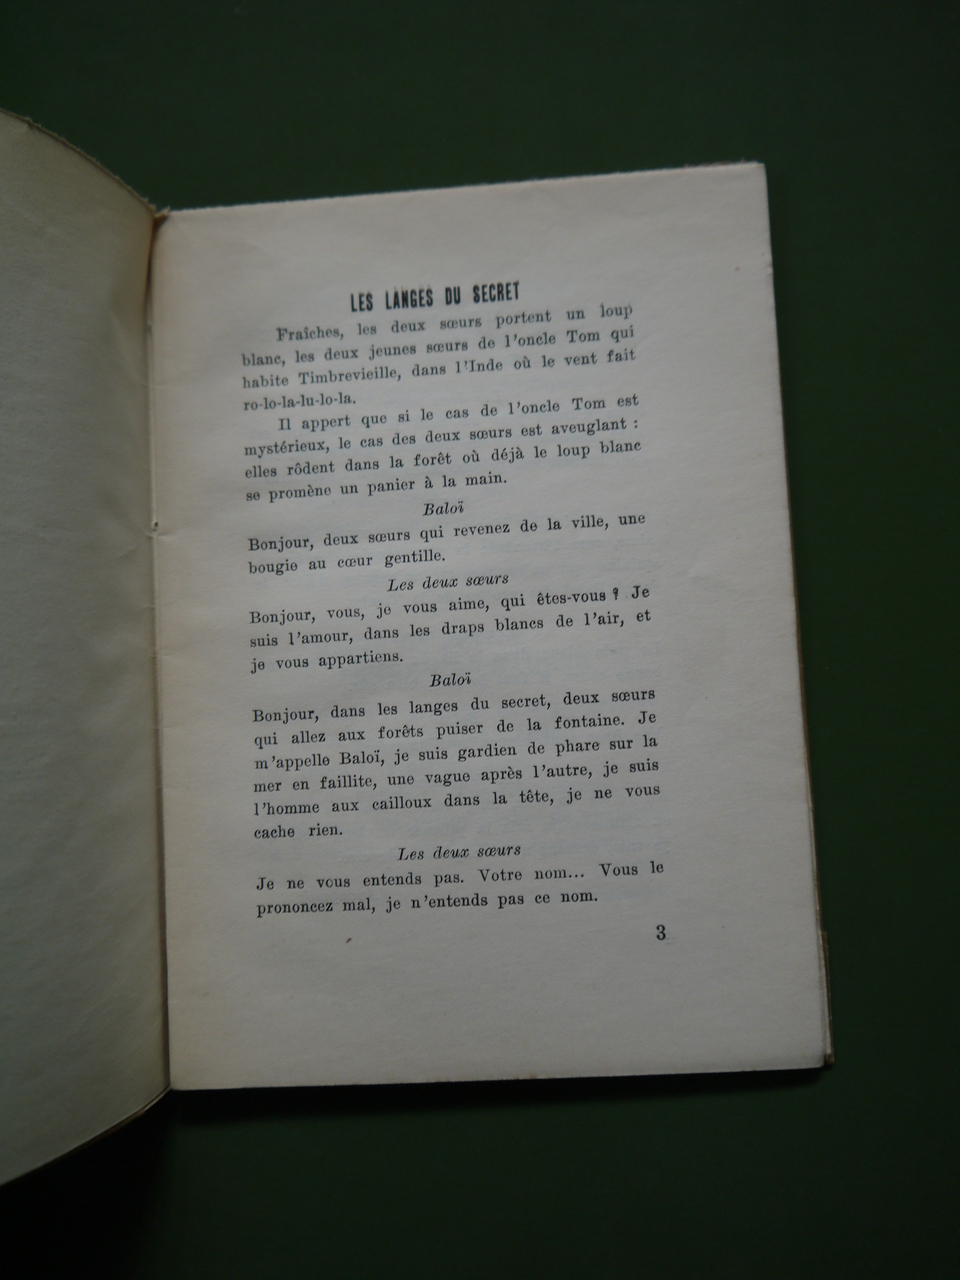 LES LANGES DU SECRET
Fraîches, les deux sœurs portent un loup
blanc, les deux jeunes sœurs de l'oncle Tom qui
habite Timbrevieille, dans l'Inde où le vent fait
ro-lo-la-lu-lo-la.
Il appert que si le cas de l'oncle Tom est
mystérieux, le cas des deux sœurs est aveuglant :
elles rôdent dans la forêt où déjà le loup blanc
se promène un panier à la main.
Baloï
Bonjour, deux sœurs qui revenez de la ville, une
bougie au cœur gentille.
Les deux sœurs
Bonjour, vous, je vous aime, qui êtes-vous ? Je
suis l'amour, dans les draps blancs de l'air, et
je vous appartiens.
Baloï
Bonjour, dans les langes du secret, deux sœurs
qui allez aux forêts puiser de la fontaine. Je
m'appelle Baloï, je suis gardien de phare sur la
mer en faillite, une vague après l'autre, je suis
l'homme aux cailloux dans la tête, je ne vous
cache rien.
Les deux sœurs
Je ne vous entends pas. Votre nom... Vous le
prononcez mal, je n'entends pas ce nom.
3